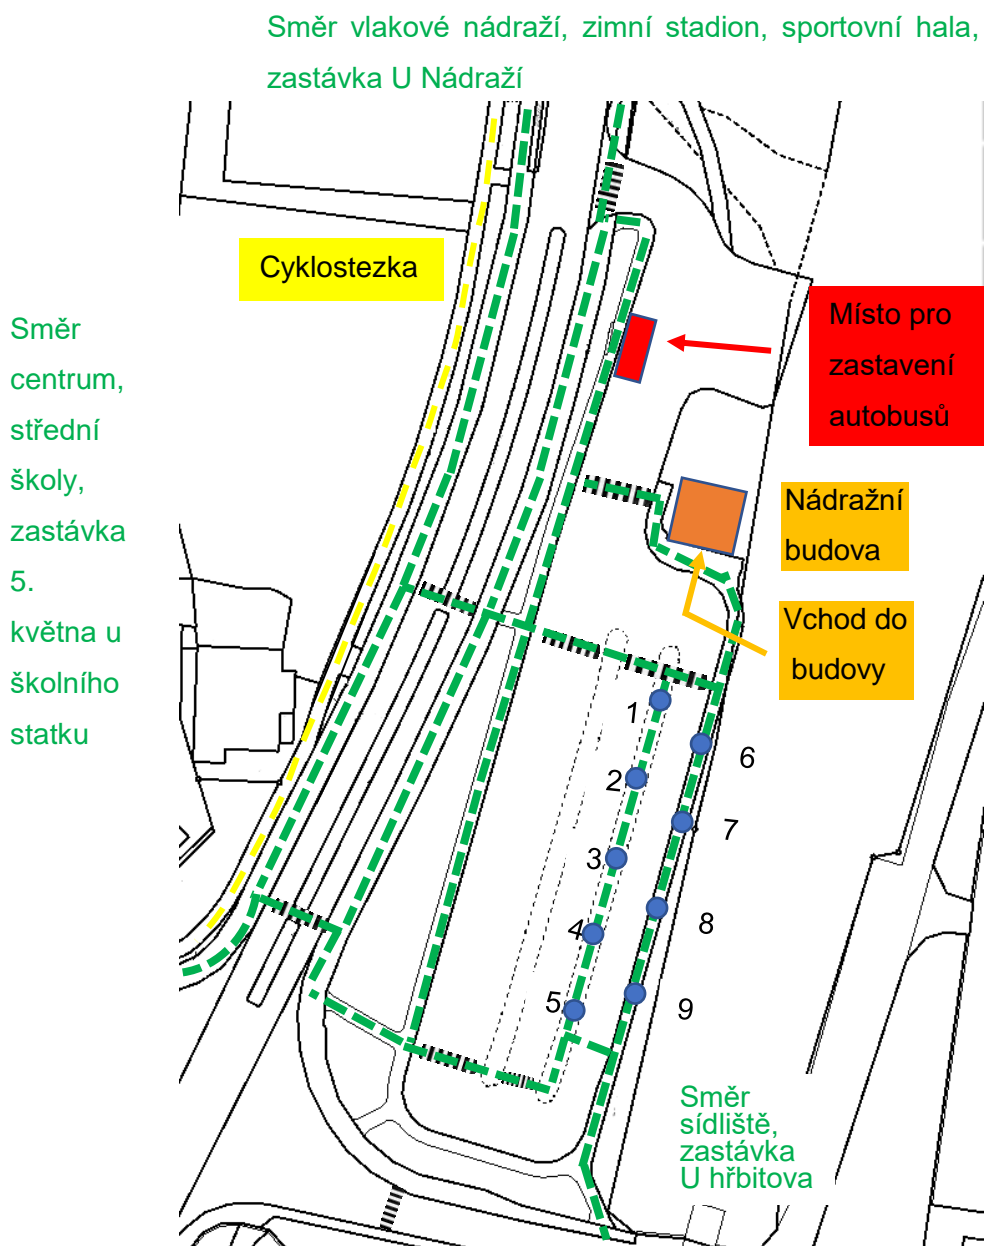 Směr vlakové nádraží, zimní stadion, sportovní hala,
zastávka U Nádraží
Cyklostezka
Směr
centrum,
střední
školy,
zastávka
5.
května u
školního
statku
Místo pro
zastavení
autobusů
Nádražní
budova
Vchod do
budovy
1
2
3
4
5
6
7
8
9
Směr
sídliště,
zastávka
U hřbitova